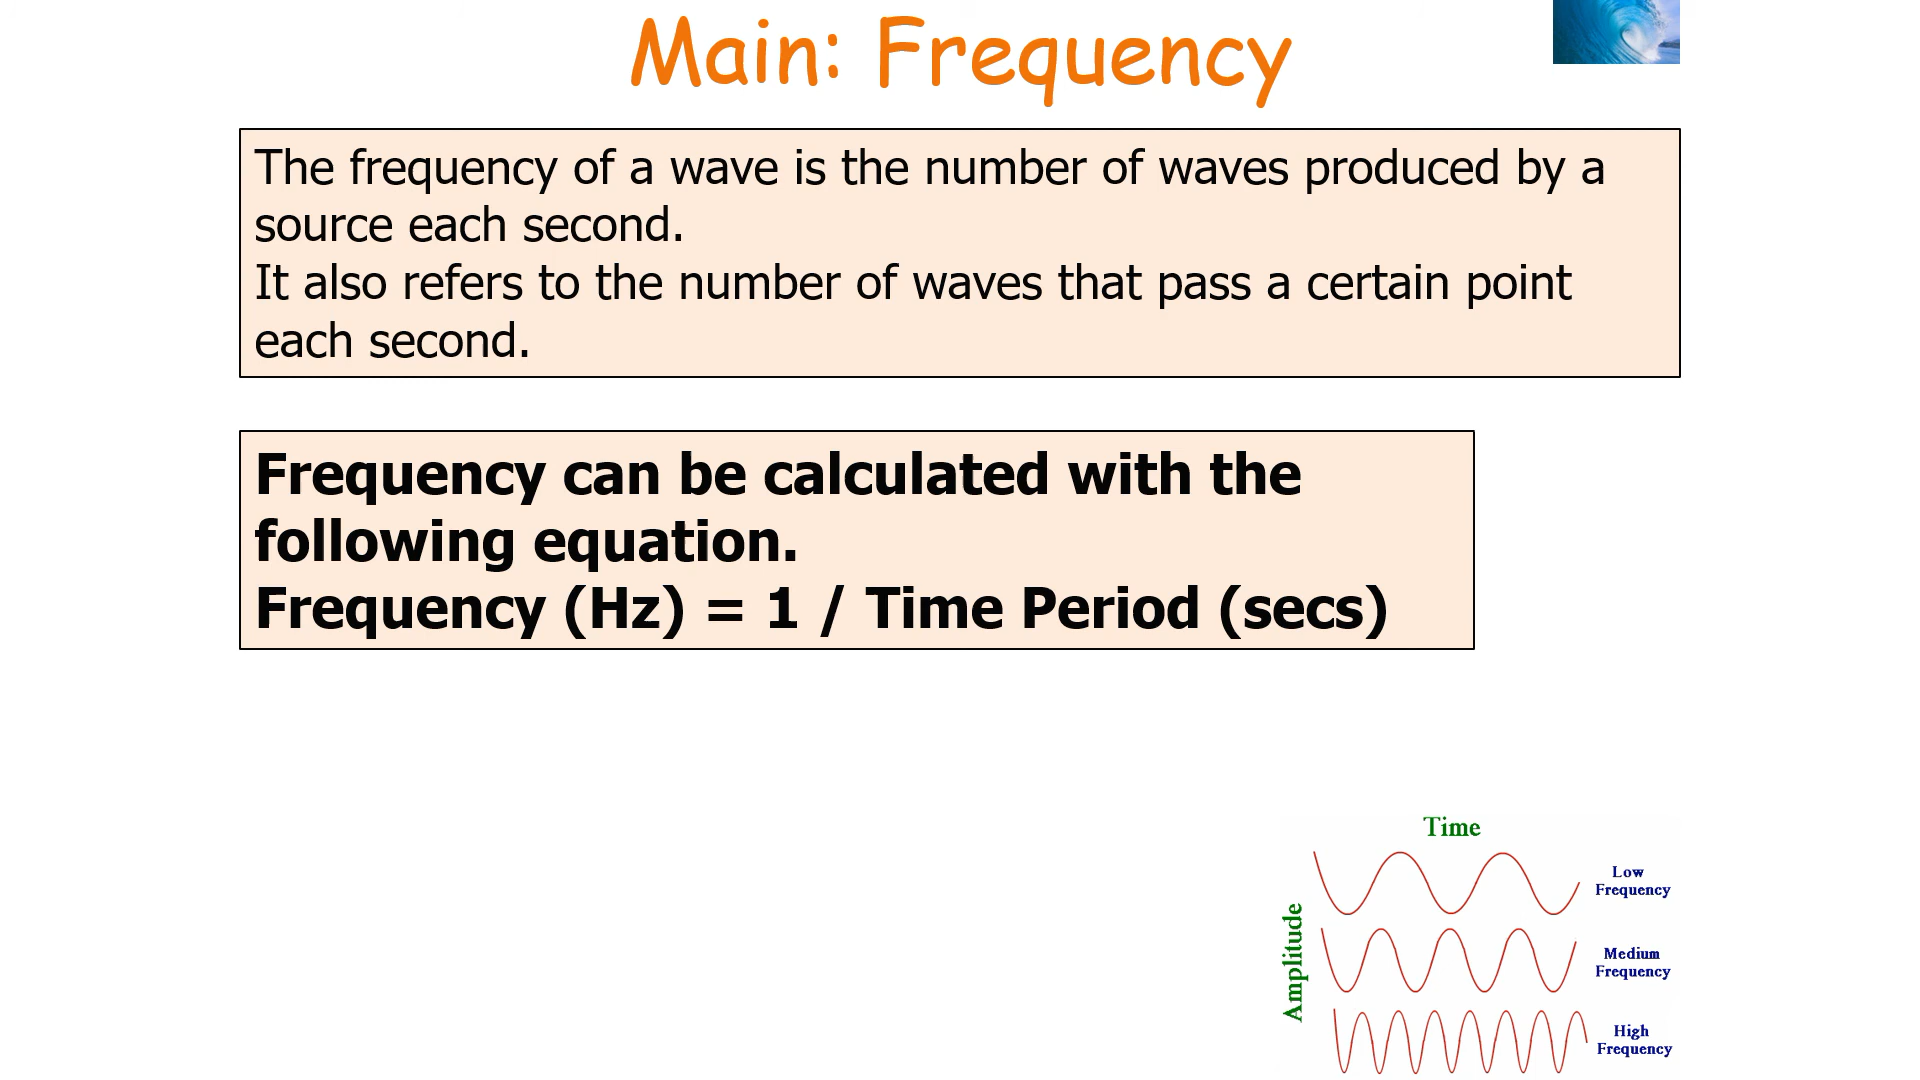 Main: Frequency
The frequency of a wave is the number of waves produced by a
source each second.
It also refers to the number of waves that pass a certain point
each second.
Frequency can be calculated with the
following equation.
Frequency (Hz) = 1 / Time Period (secs)
Time
Amplitude
Low
Frequency
Medium
Frequency
High
Frequency